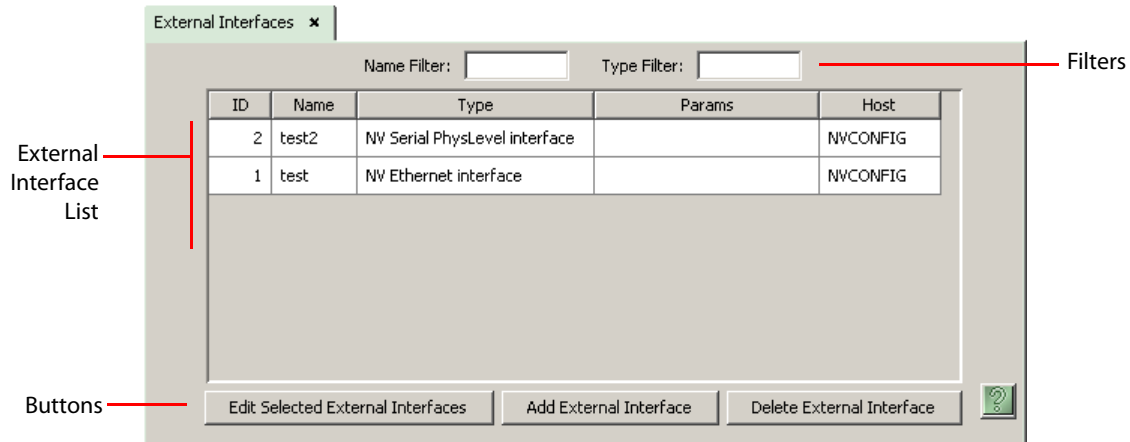 External Interfaces ×
Name Filter: Type Filter:
Filters
ID Name Type Params Host
2 test2 NV Serial PhysLevel interface NVCONFIG
1 test NV Ethernet interface NVCONFIG
External
Interface
List
Buttons
Edit Selected External Interfaces Add External Interface Delete External Interface ?